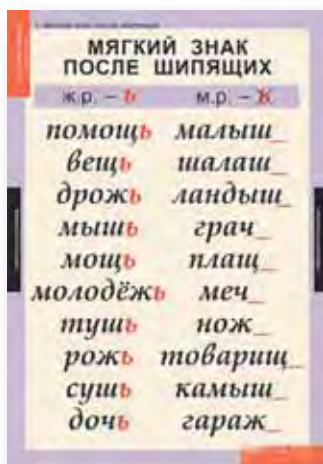 МЯГКИЙ ЗНАК
ПОСЛЕ ШИПЯЩИХ
ж.р. – ь м.р. – ь
помощь малыш_
вещь шалаш_
дрожь ландыш_
мышь грач_
мощь плащ_
молодёжь меч_
тушь нож_
рожь товарищ_
сушь камыш_
дочь гараж_